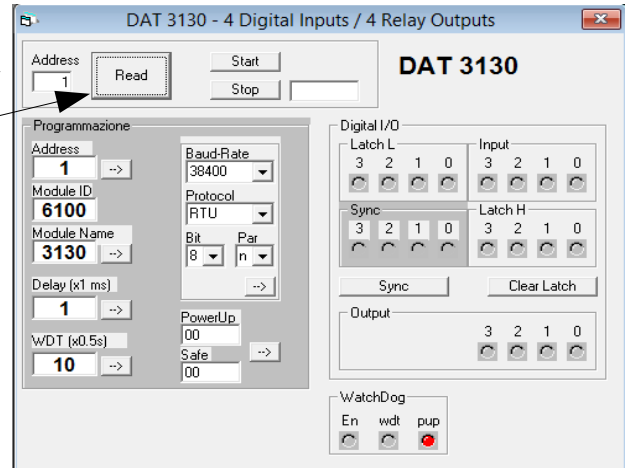 DAT 3130 - 4 Digital Inputs / 4 Relay Outputs
Address
1
Read
Start
Stop
DAT 3130
Programmazione
Address
1 -->
Module ID
6100
Module Name
3130 -->
Delay (x1 ms)
1 -->
WDT (x0.5s)
10 -->
Baud-Rate
38400
Protocol
RTU
Bit Par
8 n
-->
PowerUp
00
Safe -->
00
Digital I/O
Latch L
3 2 1 0
Input
3 2 1 0
Sync
3 2 1 0
Latch H
3 2 1 0
Sync
Clear Latch
Output
3 2 1 0
WatchDog
En wdt pup